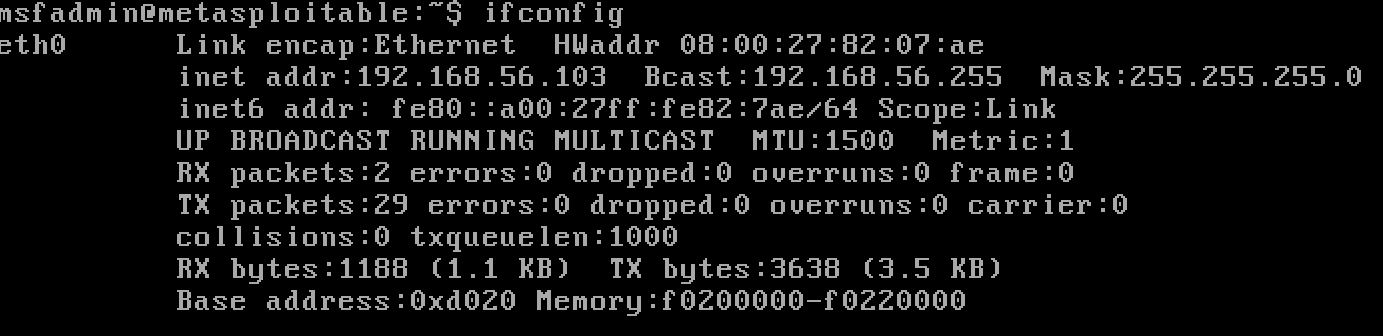 msfadmin@metasploitable:~$ ifconfig
eth0 Link encap:Ethernet HWaddr 08:00:27:82:07:ae
inet addr:192.168.56.103 Bcast:192.168.56.255 Mask:255.255.255.0
inet6 addr: fe80::a00:27ff:fe82:7ae/64 Scope:Link
UP BROADCAST RUNNING MULTICAST MTU:1500 Metric:1
RX packets:2 errors:0 dropped:0 overruns:0 frame:0
TX packets:29 errors:0 dropped:0 overruns:0 carrier:0
collisions:0 txqueuelen:1000
RX bytes:1188 (1.1 KB) TX bytes:3638 (3.5 KB)
Base address:0xd020 Memory:f0200000-f0220000